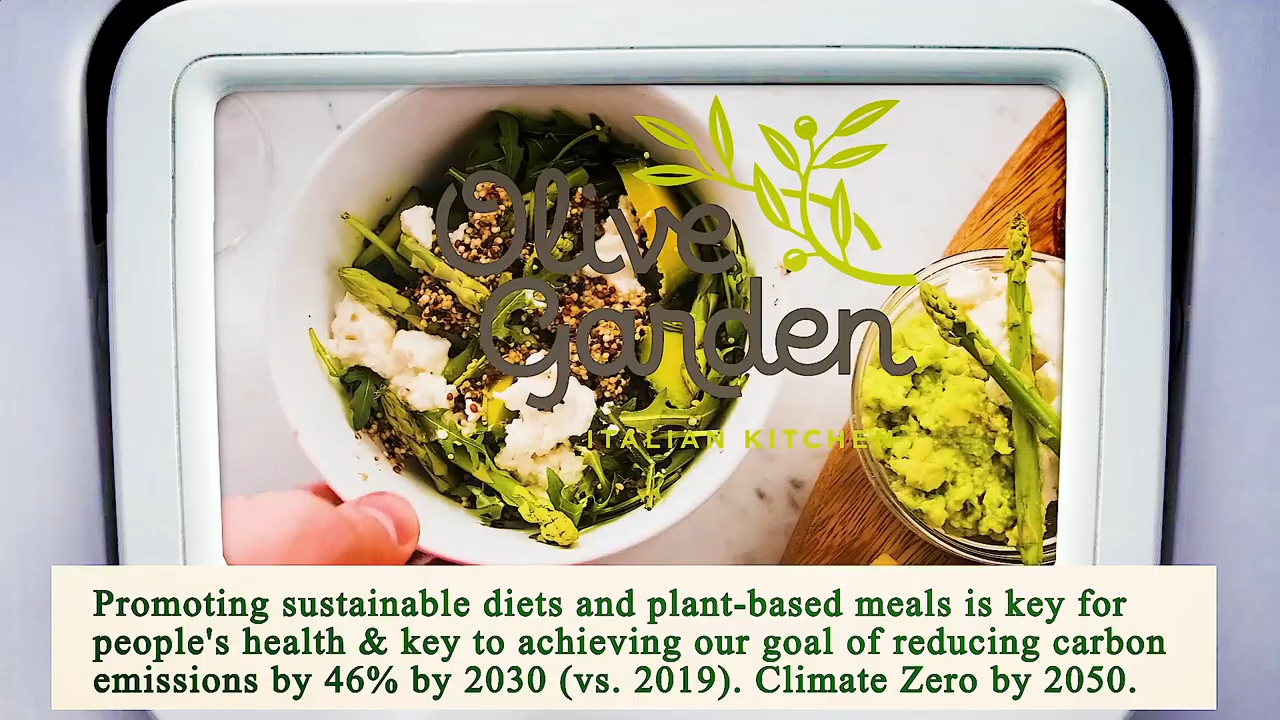 Olive
Garden
ITALIAN KITCHEN
Promoting sustainable diets and plant-based meals is key for
people's health & key to achieving our goal of reducing carbon
emissions by 46% by 2030 (vs. 2019). Climate Zero by 2050.